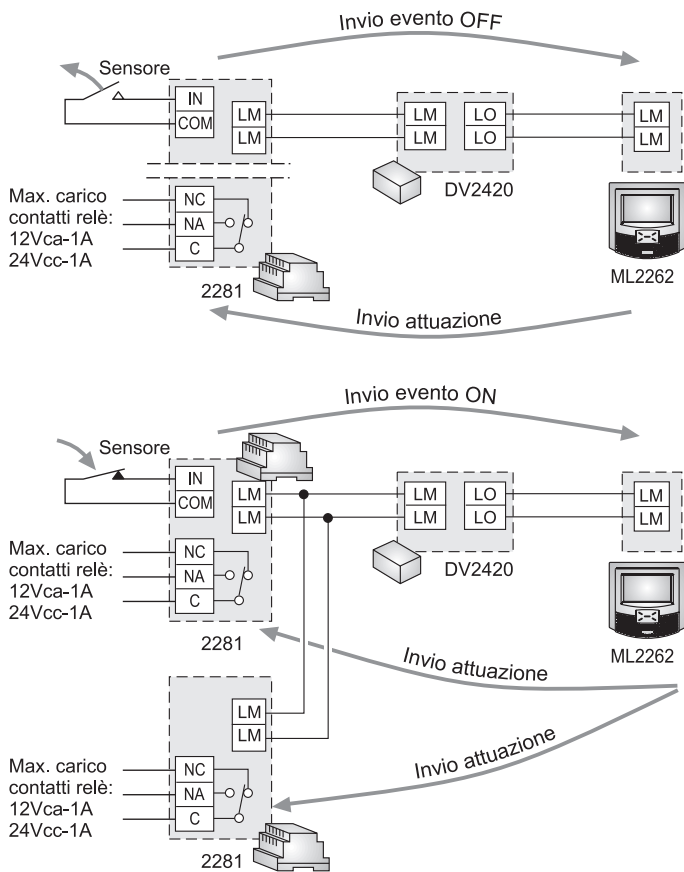 Invio evento OFF
Sensore
IN
COM
LM
LM
LM
LM
LO
LO
LM
LM
DV2420
Max. carico
contatti relè:
12Vca-1A
24Vcc-1A
NC
NA
C
2281
ML2262
Invio attuazione
Invio evento ON
Sensore
IN
COM
LM
LM
LM
LM
LO
LO
LM
LM
DV2420
Max. carico
contatti relè:
12Vca-1A
24Vcc-1A
NC
NA
C
2281
ML2262
Invio attuazione
LM
LM
Invio attuazione
Max. carico
contatti relè:
12Vca-1A
24Vcc-1A
NC
NA
C
2281